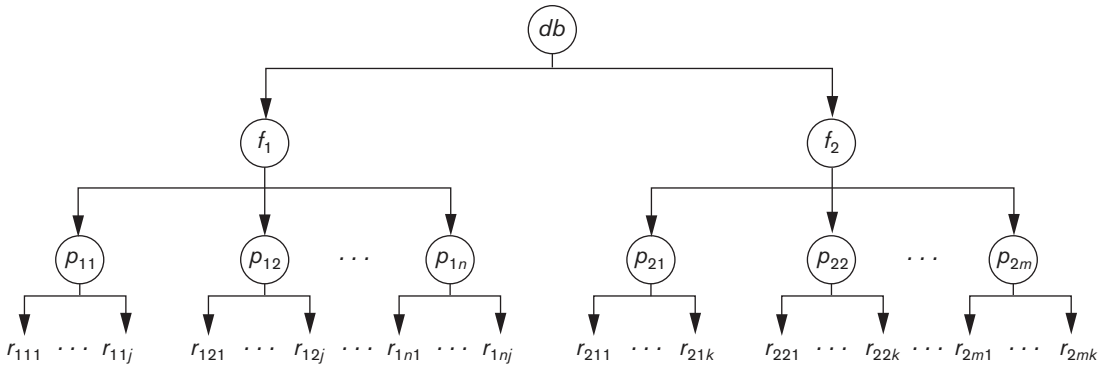 db
f₁ f₂
p₁₁ p₁₂ ··· p₁ₙ p₂₁ p₂₂ ··· p₂ₘ
r₁₁₁ ··· r₁₁ⱼ r₁₂₁ ··· r₁₂ⱼ ··· r₁ₙ₁ ··· r₁ₙⱼ r₂₁₁ ··· r₂₁ₖ r₂₂₁ ··· r₂₂ₖ ··· r₂ₘ₁ ··· r₂ₘₖ